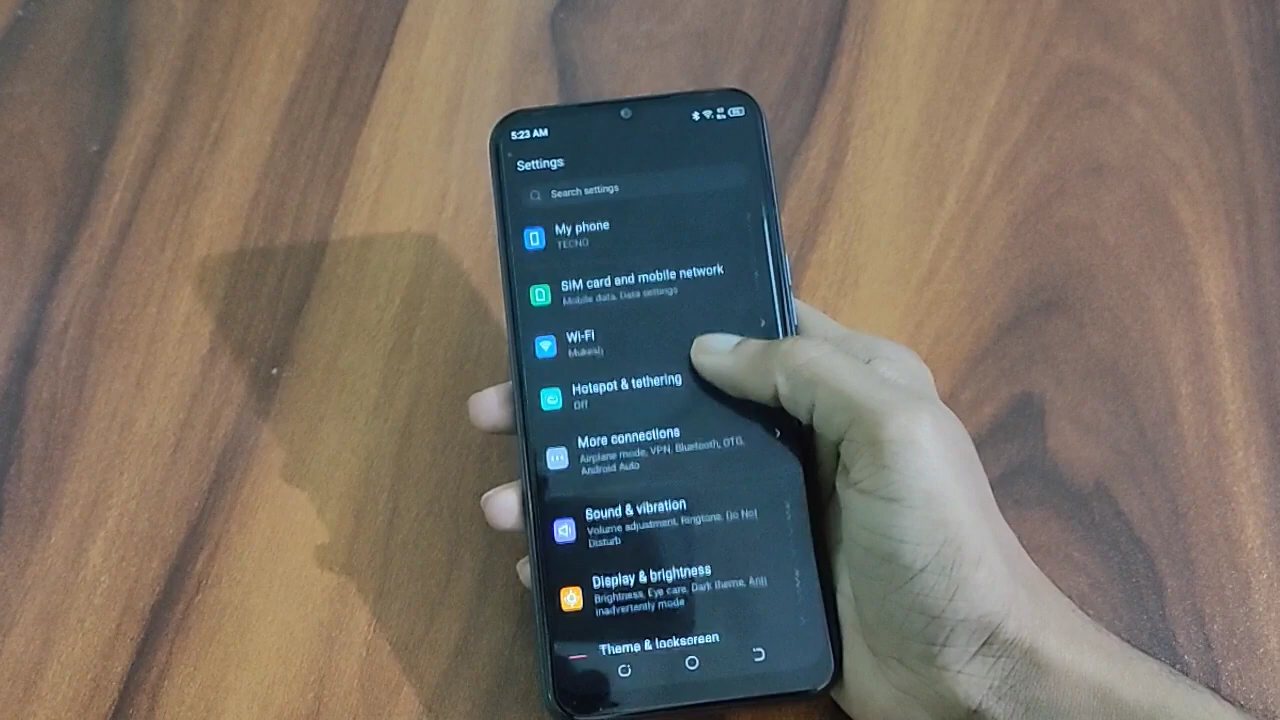 5:23 AM
Settings
Search settings
My phone
TECNO
SIM card and mobile network
Mobile data, Data settings
Wi-Fi
Mukesh
Hotspot & tethering
Off
More connections
Airplane mode, VPN, Bluetooth, OTG,
Android Auto
Sound & vibration
Volume adjustment, Ringtone, Do Not
Disturb
Display & brightness
Brightness, Eye care, Dark theme, Anti
inadvertently mode
Theme & lockscreen